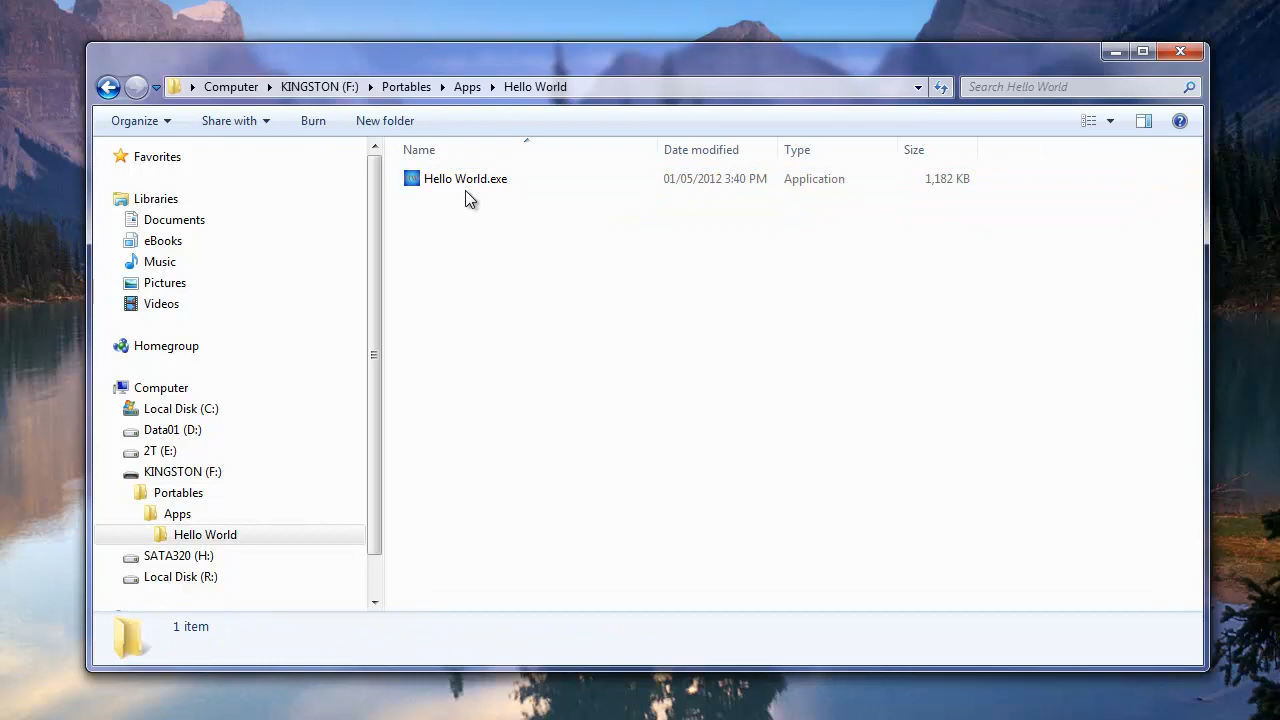 Computer KINGSTON (F:) Portables Apps Hello World
Search Hello World
Organize Share with Burn New folder
Name Date modified Type Size
Hello World.exe 01/05/2012 3:40 PM Application 1,182 KB
Favorites
Libraries
Documents
eBooks
Music
Pictures
Videos
Homegroup
Computer
Local Disk (C:)
Data01 (D:)
2T (E:)
KINGSTON (F:)
Portables
Apps
Hello World
SATA320 (H:)
Local Disk (R:)
1 item